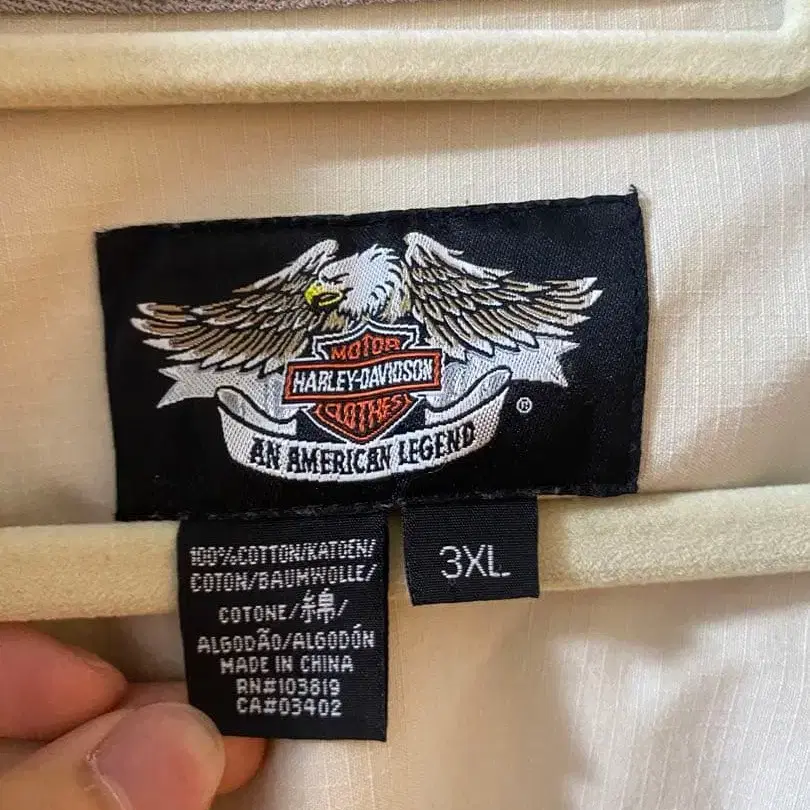 MOTOR
HARLEY-DAVIDSON
CLOTHES
AN AMERICAN LEGEND
®
100%COTTON/KATOEN/
COTON/BAUMWOLLE/
COTONE/綿/
ALGODÃO/ALGODÓN
MADE IN CHINA
RN#103819
CA#03402
3XL